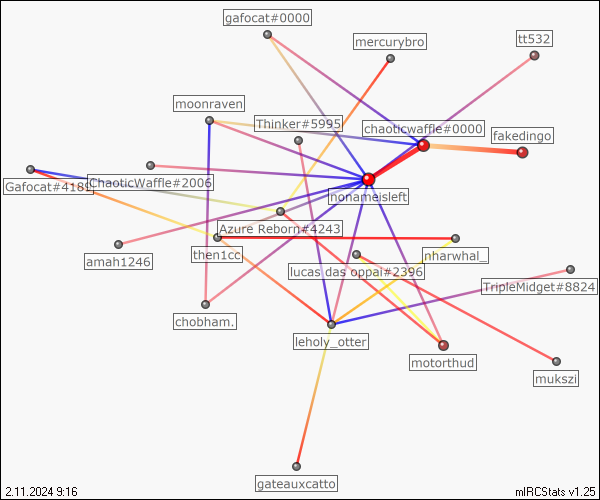 gafocat#0000
mercurybro
tt532
moonraven
Thinker#5995
chaoticwaffle#0000
fakedingo
Gafocat#4189
ChaoticWaffle#2006
nonameisleft
Azure Reborn#4243
amah1246
then1cc
nharwhal_
lucas das oppai#2396
TripleMidget#8824
chobham.
leholy_otter
motorthud
mukszi
gateauxcatto
2.11.2024 9:16
mIRCStats v1.25